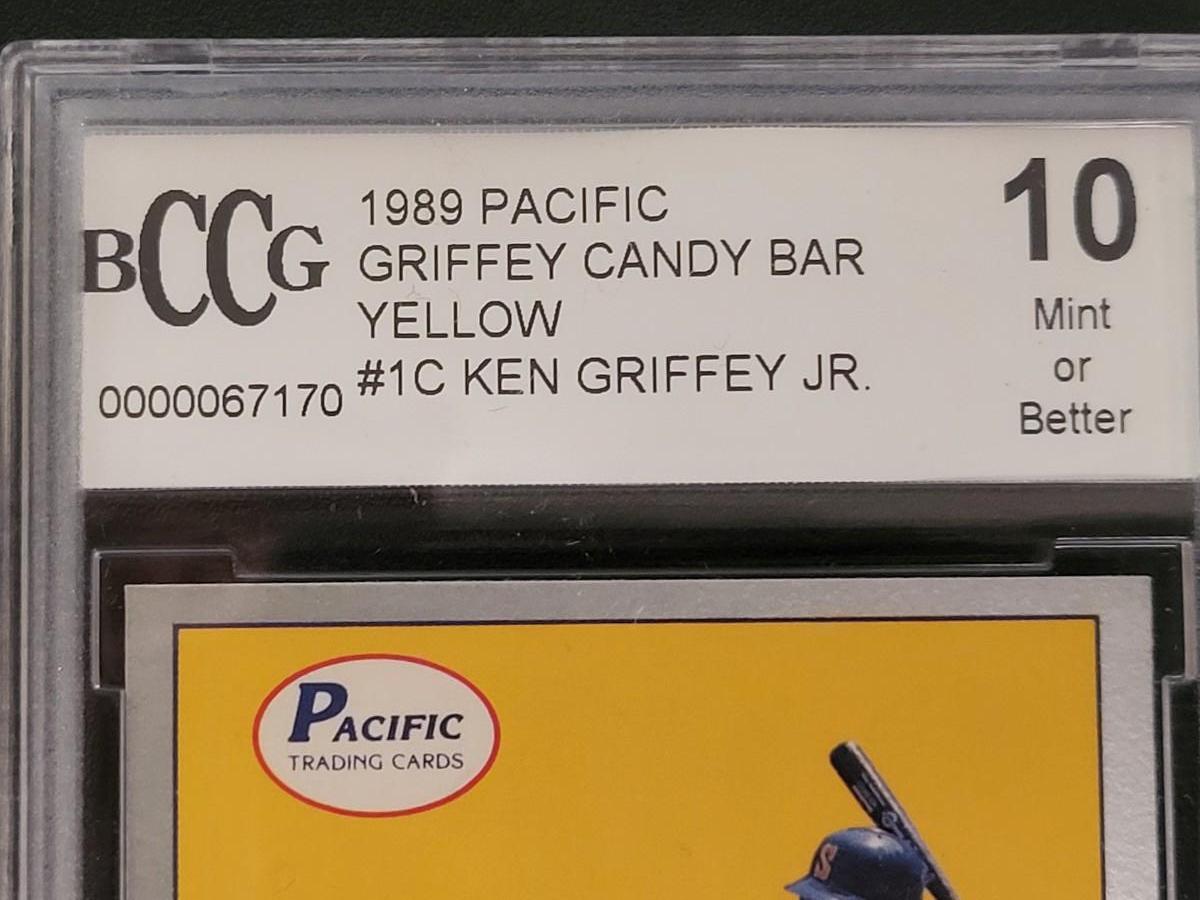 BCCG
1989 PACIFIC
GRIFFEY CANDY BAR
YELLOW
#1C KEN GRIFFEY JR.
0000067170
10
Mint
or
Better
PACIFIC
TRADING CARDS
S